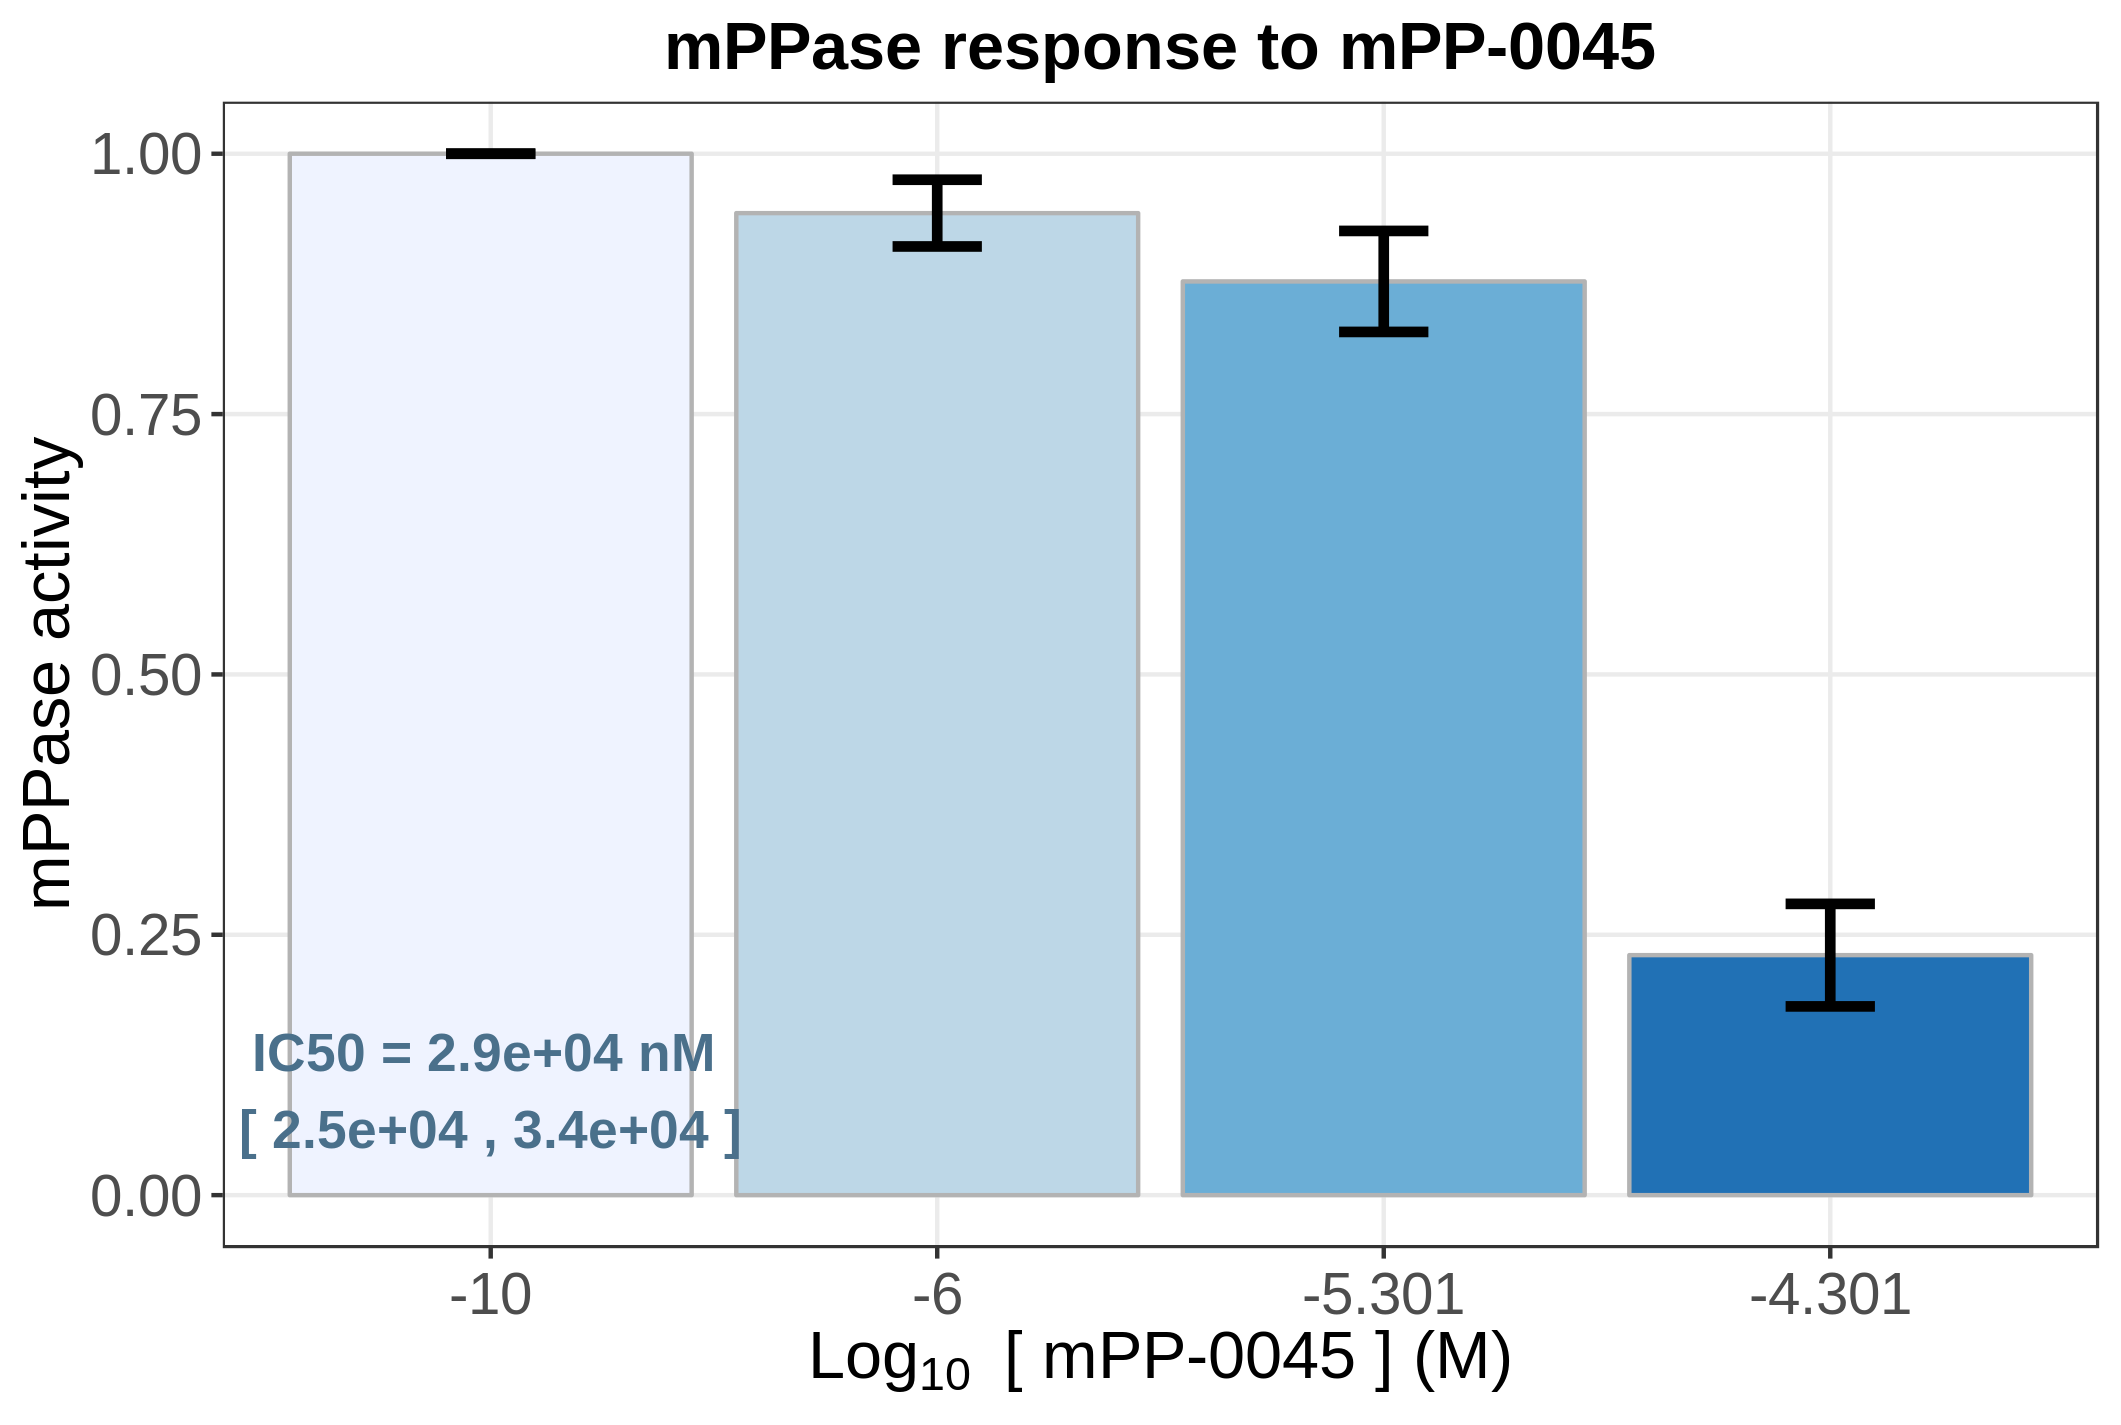 mPPase response to mPP-0045
1.00
0.75
0.50
0.25
0.00
mPPase activity
IC50 = 2.9e+04 nM
[ 2.5e+04 , 3.4e+04 ]
-10
-6
-5.301
-4.301
Log10 [ mPP-0045 ] (M)